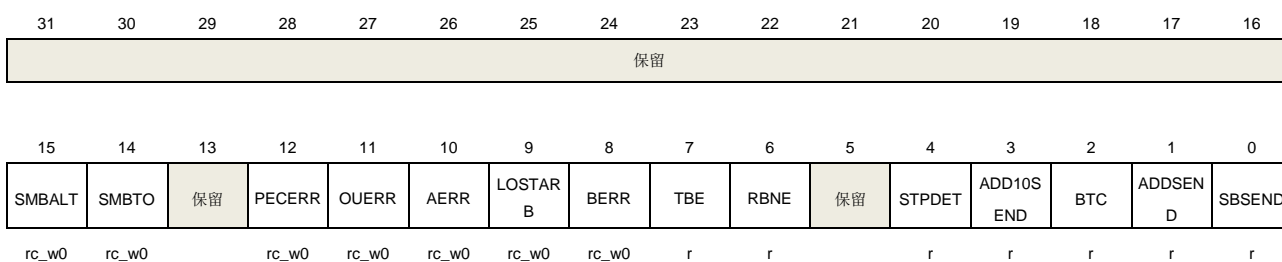 31 30 29 28 27 26 25 24 23 22 21 20 19 18 17 16
保留
15 14 13 12 11 10 9 8 7 6 5 4 3 2 1 0
SMBALT SMBTO 保留 PECERR OUERR AERR LOSTAR B BERR TBE RBNE 保留 STPDET ADD10S END BTC ADDSEN D SBSEND
rc_w0 rc_w0 rc_w0 rc_w0 rc_w0 rc_w0 rc_w0 r r r r r r r